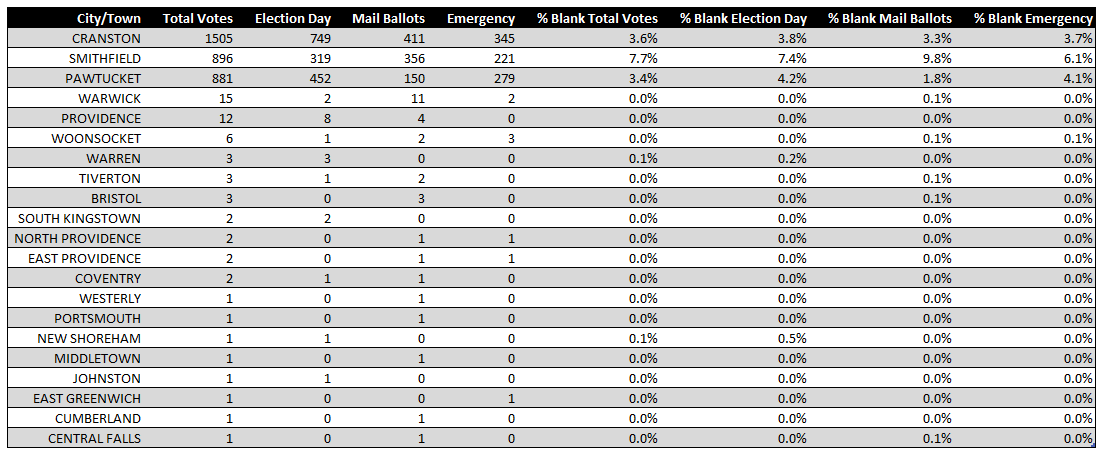 City/Town Total Votes Election Day Mail Ballots Emergency % Blank Total Votes % Blank Election Day % Blank Mail Ballots % Blank Emergency
CRANSTON 1505 749 411 345 3.6% 3.8% 3.3% 3.7%
SMITHFIELD 896 319 356 221 7.7% 7.4% 9.8% 6.1%
PAWTUCKET 881 452 150 279 3.4% 4.2% 1.8% 4.1%
WARWICK 15 2 11 2 0.0% 0.0% 0.1% 0.0%
PROVIDENCE 12 8 4 0 0.0% 0.0% 0.0% 0.0%
WOONSOCKET 6 1 2 3 0.0% 0.0% 0.1% 0.1%
WARREN 3 3 0 0 0.1% 0.2% 0.0% 0.0%
TIVERTON 3 1 2 0 0.0% 0.0% 0.1% 0.0%
BRISTOL 3 0 3 0 0.0% 0.0% 0.1% 0.0%
SOUTH KINGSTOWN 2 2 0 0 0.0% 0.0% 0.0% 0.0%
NORTH PROVIDENCE 2 0 1 1 0.0% 0.0% 0.0% 0.0%
EAST PROVIDENCE 2 0 1 1 0.0% 0.0% 0.0% 0.0%
COVENTRY 2 1 1 0 0.0% 0.0% 0.0% 0.0%
WESTERLY 1 0 1 0 0.0% 0.0% 0.0% 0.0%
PORTSMOUTH 1 0 1 0 0.0% 0.0% 0.0% 0.0%
NEW SHOREHAM 1 1 0 0 0.1% 0.5% 0.0% 0.0%
MIDDLETOWN 1 0 1 0 0.0% 0.0% 0.0% 0.0%
JOHNSTON 1 1 0 0 0.0% 0.0% 0.0% 0.0%
EAST GREENWICH 1 0 0 1 0.0% 0.0% 0.0% 0.0%
CUMBERLAND 1 0 1 0 0.0% 0.0% 0.0% 0.0%
CENTRAL FALLS 1 0 1 0 0.0% 0.0% 0.1% 0.0%